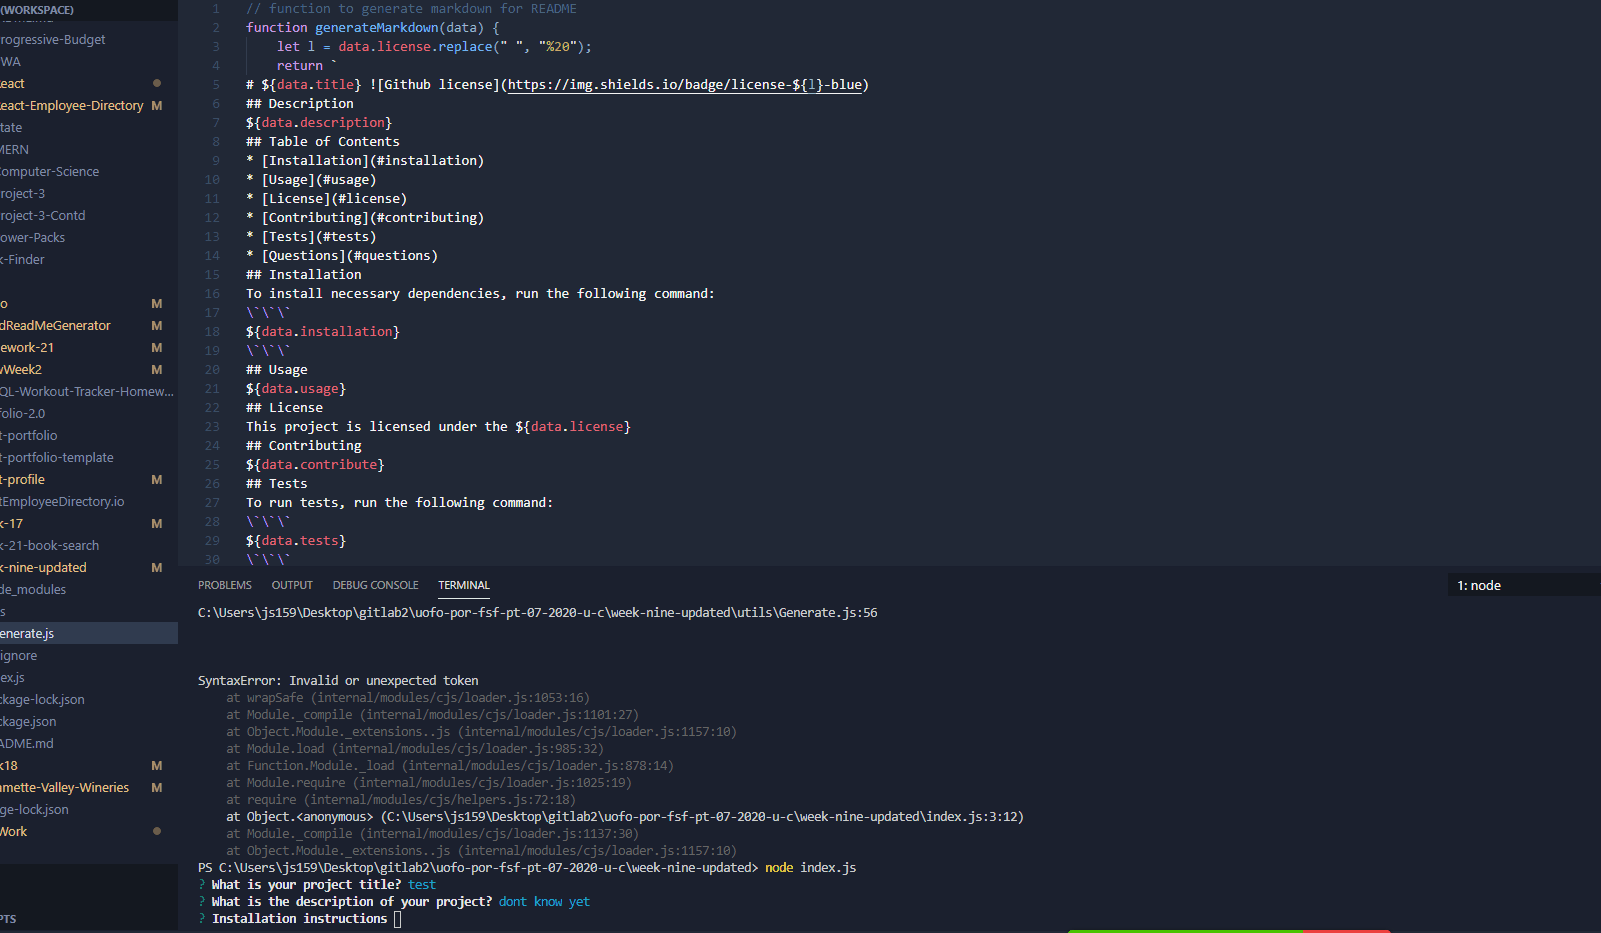 (WORKSPACE)
rogressive-Budget
WA
eact
eact-Employee-Directory M
tate
MERN
Computer-Science
roject-3
roject-3-Contd
ower-Packs
k-Finder
o M
dReadMeGenerator M
ework-21 M
wWeek2 M
QL-Workout-Tracker-Homew...
folio-2.0
t-portfolio
t-portfolio-template
t-profile M
tEmployeeDirectory.io
k-17 M
k-21-book-search
k-nine-updated M
de_modules
s
enerate.js
ignore
ex.js
ckage-lock.json
ckage.json
ADME.md
k18 M
amette-Valley-Wineries M
ge-lock.json
Work
PTS
1 // function to generate markdown for README
2 function generateMarkdown(data) {
3 let l = data.license.replace(" ", "%20");
4 return `
5 # ${data.title} ![Github license](https://img.shields.io/badge/license-${l}-blue)
6 ## Description
7 ${data.description}
8 ## Table of Contents
9 * [Installation](#installation)
10 * [Usage](#usage)
11 * [License](#license)
12 * [Contributing](#contributing)
13 * [Tests](#tests)
14 * [Questions](#questions)
15 ## Installation
16 To install necessary dependencies, run the following command:
17 \`\`\`
18 ${data.installation}
19 \`\`\`
20 ## Usage
21 ${data.usage}
22 ## License
23 This project is licensed under the ${data.license}
24 ## Contributing
25 ${data.contribute}
26 ## Tests
27 To run tests, run the following command:
28 \`\`\`
29 ${data.tests}
30 \`\`\`
PROBLEMS OUTPUT DEBUG CONSOLE TERMINAL 1: node
C:\Users\js159\Desktop\gitlab2\uofo-por-fsf-pt-07-2020-u-c\week-nine-updated\utils\Generate.js:56
SyntaxError: Invalid or unexpected token
at wrapSafe (internal/modules/cjs/loader.js:1053:16)
at Module._compile (internal/modules/cjs/loader.js:1101:27)
at Object.Module._extensions..js (internal/modules/cjs/loader.js:1157:10)
at Module.load (internal/modules/cjs/loader.js:985:32)
at Function.Module._load (internal/modules/cjs/loader.js:878:14)
at Module.require (internal/modules/cjs/loader.js:1025:19)
at require (internal/modules/cjs/helpers.js:72:18)
at Object.<anonymous> (C:\Users\js159\Desktop\gitlab2\uofo-por-fsf-pt-07-2020-u-c\week-nine-updated\index.js:3:12)
at Module._compile (internal/modules/cjs/loader.js:1137:30)
at Object.Module._extensions..js (internal/modules/cjs/loader.js:1157:10)
PS C:\Users\js159\Desktop\gitlab2\uofo-por-fsf-pt-07-2020-u-c\week-nine-updated> node index.js
? What is your project title? test
? What is the description of your project? dont know yet
? Installation instructions